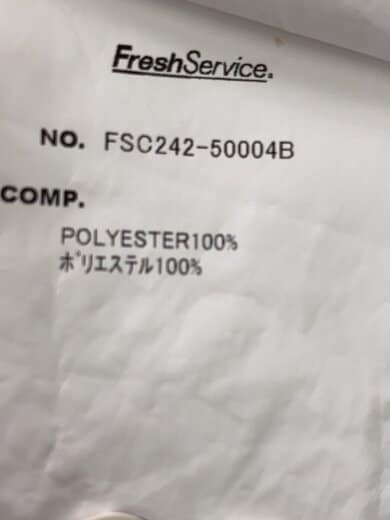 FreshService.
NO. FSC242-50004B
COMP.
POLYESTER100%
ポリエステル100%